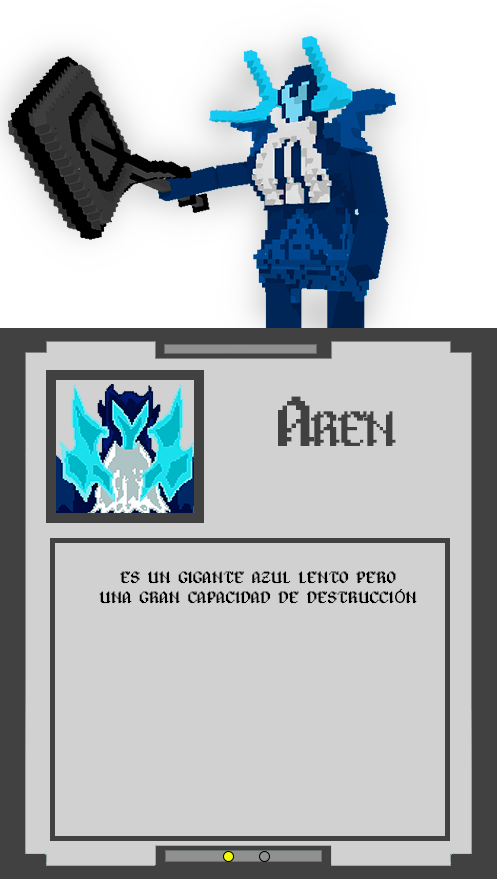 Aren
ES UN GIGANTE AZUL LENTO PERO
UNA GRAN CAPACIDAD DE DESTRUCCIÓN